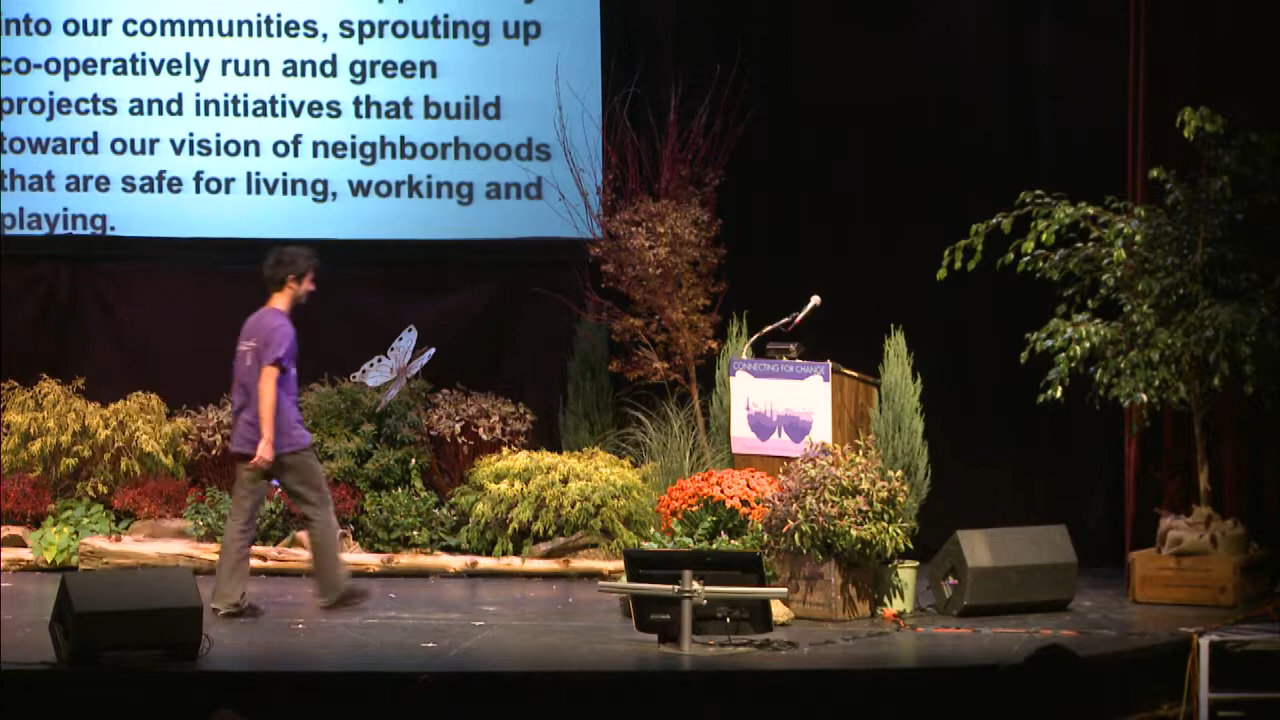 into our communities, sprouting up
co-operatively run and green
projects and initiatives that build
toward our vision of neighborhoods
that are safe for living, working and
playing.
CONNECTING FOR CHANGE